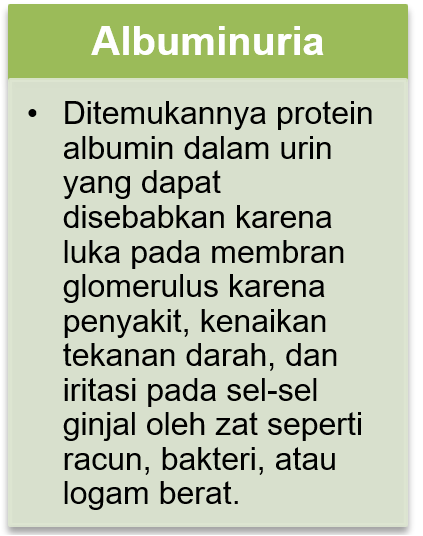 Albuminuria
• Ditemukannya protein
albumin dalam urin
yang dapat
disebabkan karena
luka pada membran
glomerulus karena
penyakit, kenaikan
tekanan darah, dan
iritasi pada sel-sel
ginjal oleh zat seperti
racun, bakteri, atau
logam berat.